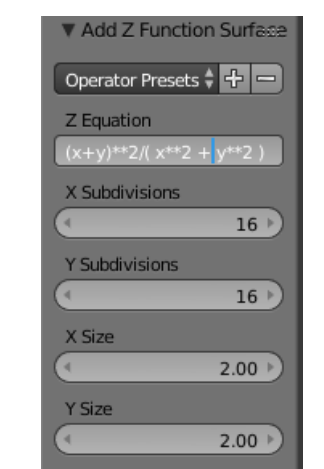 Add Z Function Surface
Operator Presets
Z Equation
(x+y)**2/( x**2 + y**2 )
X Subdivisions
16
Y Subdivisions
16
X Size
2.00
Y Size
2.00